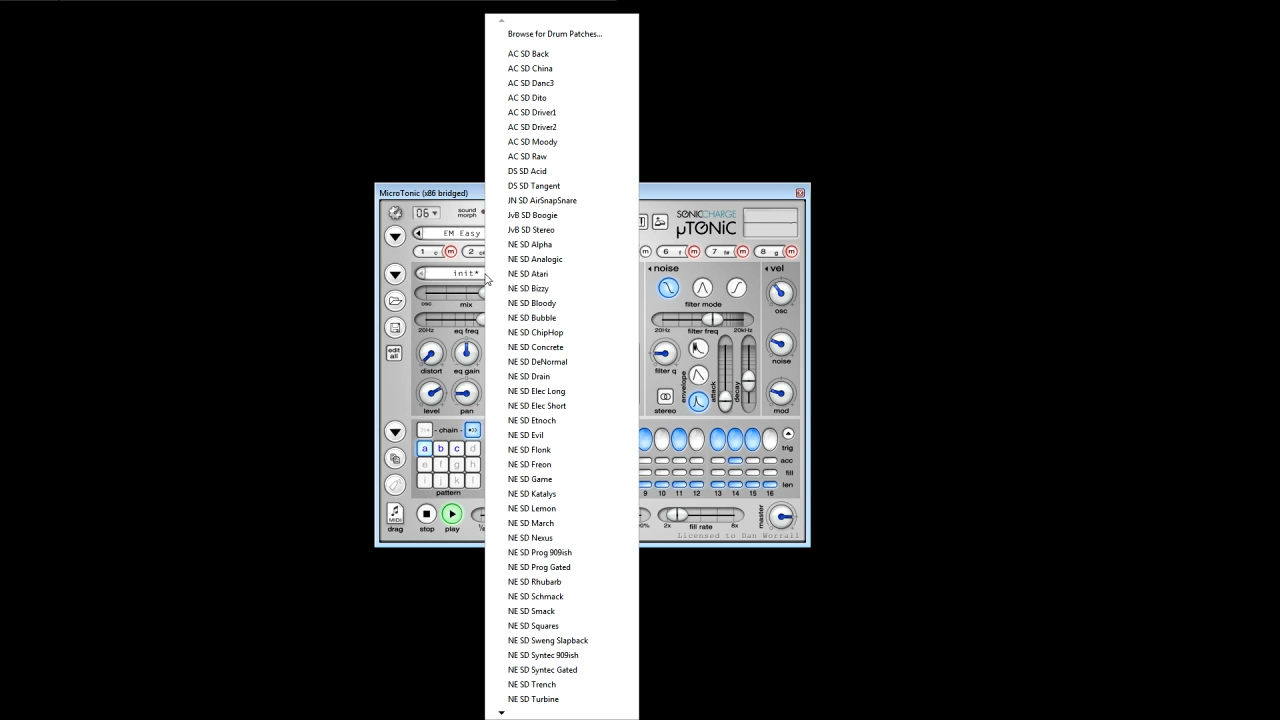 Browse for Drum Patches...
AC SD Back
AC SD China
AC SD Danc3
AC SD Dito
AC SD Driver1
AC SD Driver2
AC SD Moody
AC SD Raw
DS SD Acid
DS SD Tangent
JN SD AirSnapSnare
JvB SD Boogie
JvB SD Stereo
NE SD Alpha
NE SD Analogic
NE SD Atari
NE SD Bizzy
NE SD Bloody
NE SD Bubble
NE SD ChipHop
NE SD Concrete
NE SD DeNormal
NE SD Drain
NE SD Elec Long
NE SD Elec Short
NE SD Etnoch
NE SD Evil
NE SD Flonk
NE SD Freon
NE SD Game
NE SD Katalys
NE SD Lemon
NE SD March
NE SD Nexus
NE SD Prog 909ish
NE SD Prog Gated
NE SD Rhubarb
NE SD Schmack
NE SD Smack
NE SD Squares
NE SD Sweng Slapback
NE SD Syntec 909ish
NE SD Syntec Gated
NE SD Trench
NE SD Turbine
MicroTonic (x86 bridged)
06 sound morph
EM Easy
1 c m 2
init*
osc mix
20Hz eq freq
edit all
distort eq gain
level pan
- chain -
a b c d
e f g h
i j k l
pattern
MIDI
drag stop play
SONICCHARGE
µTONIC
m 6 f m 7 f# m 8 g m
noise vel
filter mode osc
20Hz filter freq 20kHz
filter q envelope attack decay noise
stereo mod
trig
acc
fill
len
9 10 11 12 13 14 15 16
2x fill rate 8x master
Licensed to Dan Worrall